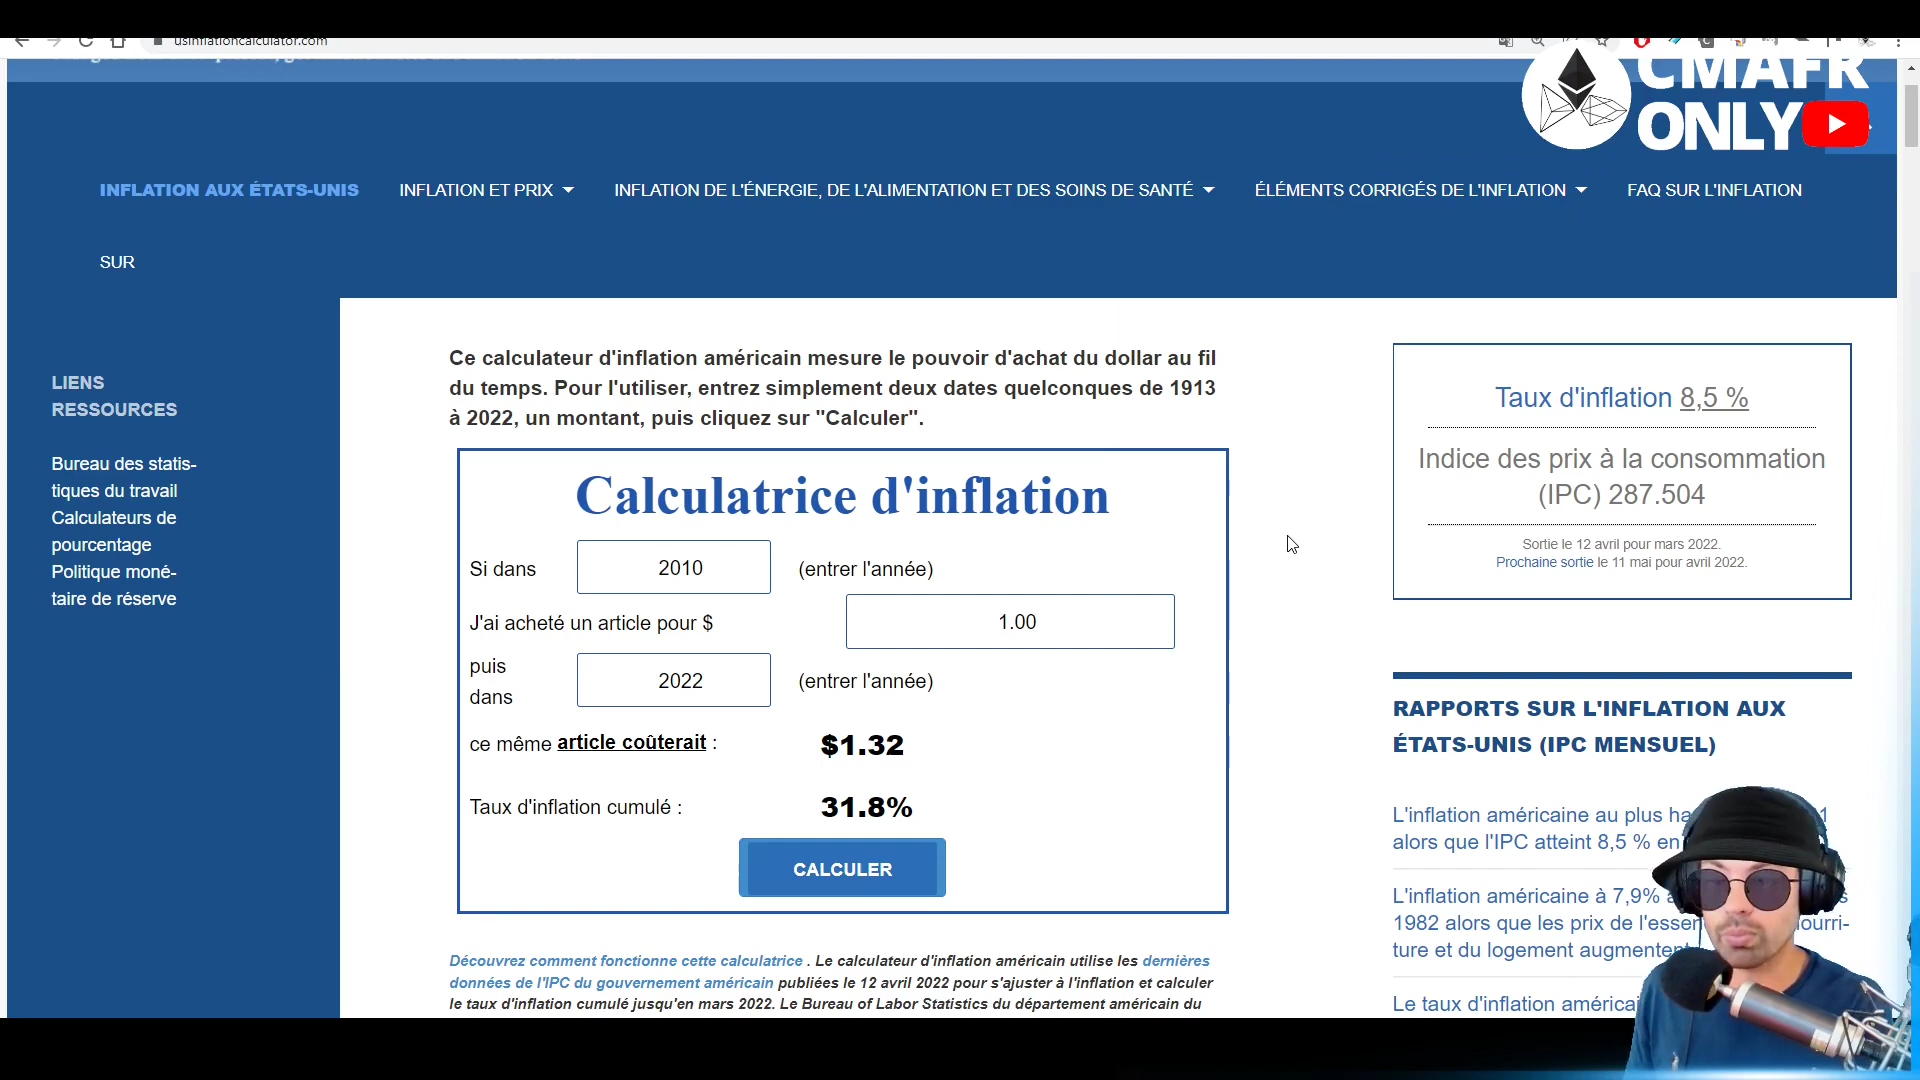 usinflationcalculator.com
CMAFR
ONLY
INFLATION AUX ÉTATS-UNIS INFLATION ET PRIX INFLATION DE L'ÉNERGIE, DE L'ALIMENTATION ET DES SOINS DE SANTÉ ÉLÉMENTS CORRIGÉS DE L'INFLATION FAQ SUR L'INFLATION
SUR
LIENS
RESSOURCES
Bureau des statis-
tiques du travail
Calculateurs de
pourcentage
Politique moné-
taire de réserve
Ce calculateur d'inflation américain mesure le pouvoir d'achat du dollar au fil
du temps. Pour l'utiliser, entrez simplement deux dates quelconques de 1913
à 2022, un montant, puis cliquez sur "Calculer".
Calculatrice d'inflation
Si dans 2010 (entrer l'année)
J'ai acheté un article pour $ 1.00
puis
dans 2022 (entrer l'année)
ce même article coûterait : $1.32
Taux d'inflation cumulé : 31.8%
CALCULER
Découvrez comment fonctionne cette calculatrice . Le calculateur d'inflation américain utilise les dernières
données de l'IPC du gouvernement américain publiées le 12 avril 2022 pour s'ajuster à l'inflation et calculer
le taux d'inflation cumulé jusqu'en mars 2022. Le Bureau of Labor Statistics du département américain du
Taux d'inflation 8,5 %
Indice des prix à la consommation
(IPC) 287.504
Sortie le 12 avril pour mars 2022.
Prochaine sortie le 11 mai pour avril 2022.
RAPPORTS SUR L'INFLATION AUX
ÉTATS-UNIS (IPC MENSUEL)
L'inflation américaine au plus
alors que l'IPC atteint 8,5 % en
L'inflation américaine à 7,9%
1982 alors que les prix de
ture et du logement
Le taux d'inflation